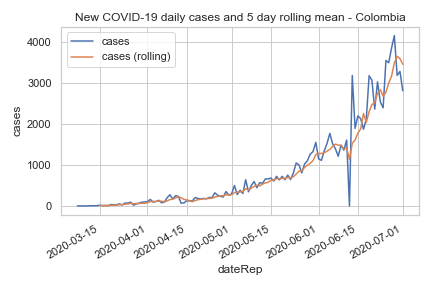 New COVID-19 daily cases and 5 day rolling mean - Colombia
cases
cases (rolling)
4000
3000
2000
1000
0
cases
2020-03-15
2020-04-01
2020-04-15
2020-05-01
2020-05-15
2020-06-01
2020-06-15
2020-07-01
dateRep